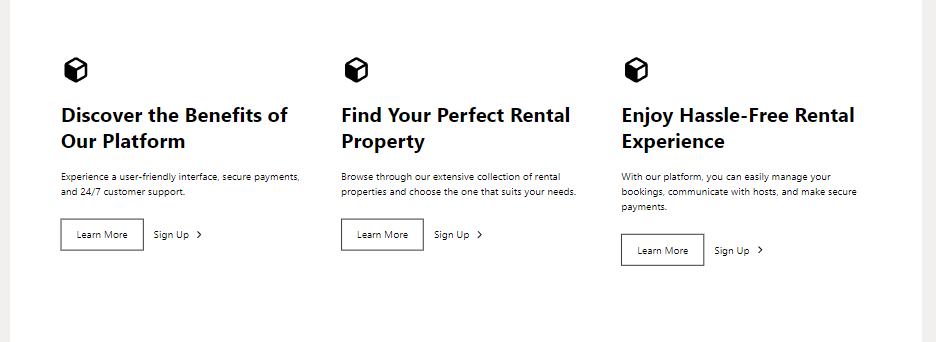 Discover the Benefits of
Our Platform
Experience a user-friendly interface, secure payments,
and 24/7 customer support.
Learn More
Sign Up
Find Your Perfect Rental
Property
Browse through our extensive collection of rental
properties and choose the one that suits your needs.
Learn More
Sign Up
Enjoy Hassle-Free Rental
Experience
With our platform, you can easily manage your
bookings, communicate with hosts, and make secure
payments.
Learn More
Sign Up